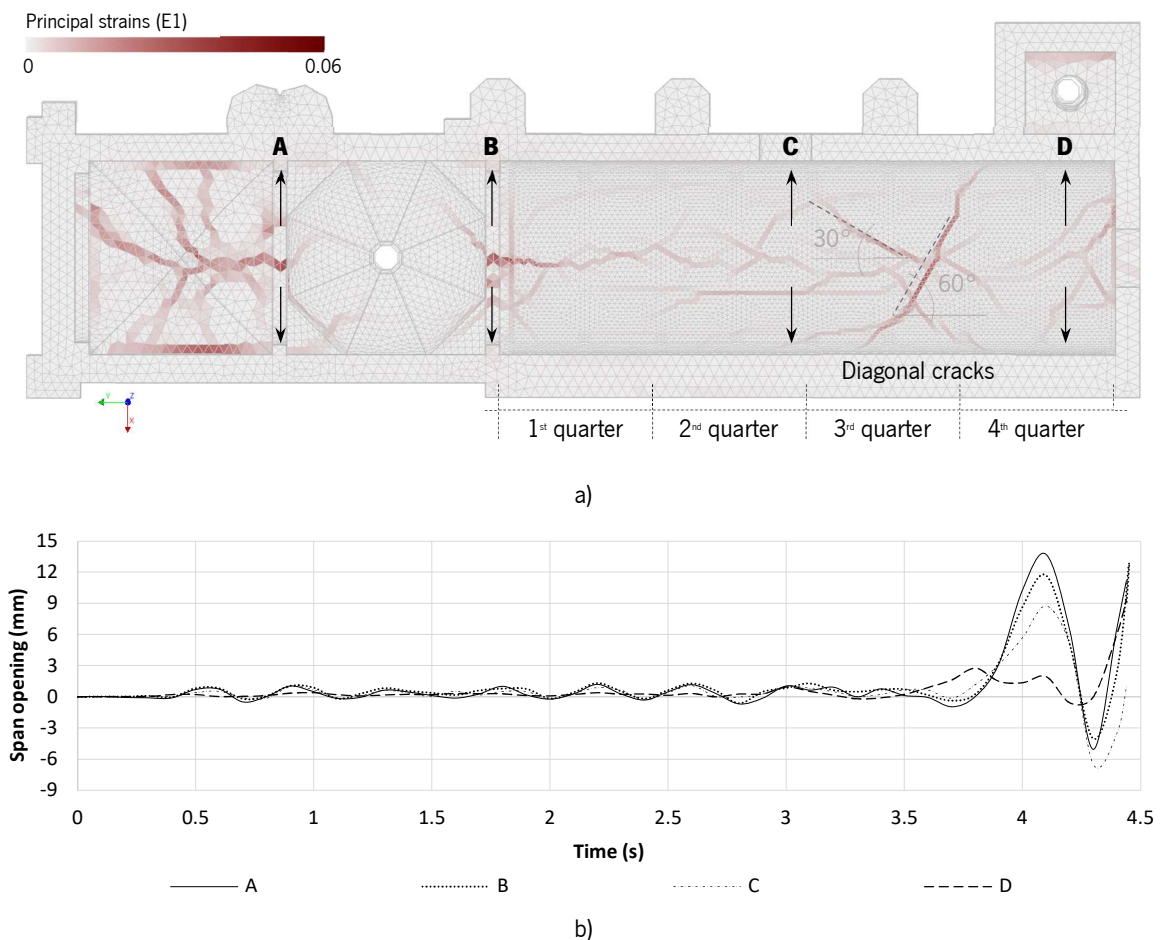 Principal strains (E1)
0 0.06
A B C D
30°
60°
Diagonal cracks
Y Z
X
1st quarter 2nd quarter 3rd quarter 4th quarter
a)
15
12
9
6
3
0
-3
-6
-9
Span opening (mm)
0 0.5 1 1.5 2 2.5 3 3.5 4 4.5
Time (s)
A B C D
b)